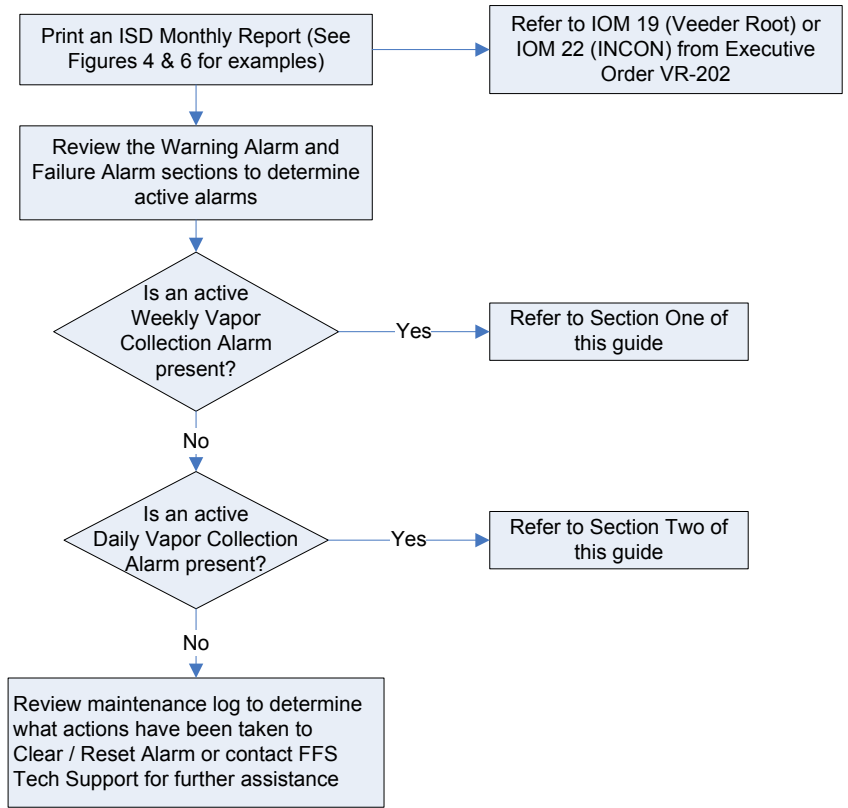 Print an ISD Monthly Report (See
Figures 4 & 6 for examples)
Refer to IOM 19 (Veeder Root) or
IOM 22 (INCON) from Executive
Order VR-202
Review the Warning Alarm and
Failure Alarm sections to determine
active alarms
Is an active
Weekly Vapor
Collection Alarm
present?
Yes
Refer to Section One of
this guide
No
Is an active
Daily Vapor Collection
Alarm present?
Yes
Refer to Section Two of
this guide
No
Review maintenance log to determine
what actions have been taken to
Clear / Reset Alarm or contact FFS
Tech Support for further assistance